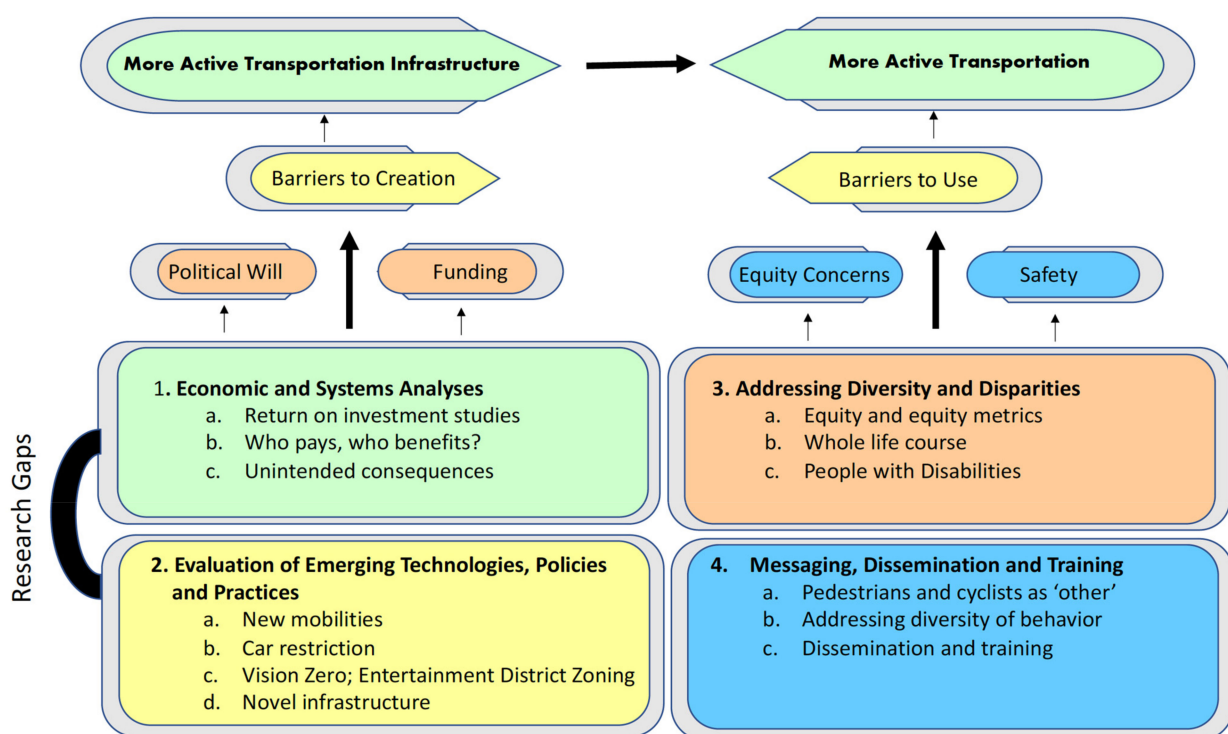 More Active Transportation Infrastructure
More Active Transportation
Barriers to Creation
Barriers to Use
Political Will
Funding
Equity Concerns
Safety
Research Gaps
1. Economic and Systems Analyses
a. Return on investment studies
b. Who pays, who benefits?
c. Unintended consequences
3. Addressing Diversity and Disparities
a. Equity and equity metrics
b. Whole life course
c. People with Disabilities
2. Evaluation of Emerging Technologies, Policies
and Practices
a. New mobilities
b. Car restriction
c. Vision Zero; Entertainment District Zoning
d. Novel infrastructure
4. Messaging, Dissemination and Training
a. Pedestrians and cyclists as ‘other’
b. Addressing diversity of behavior
c. Dissemination and training